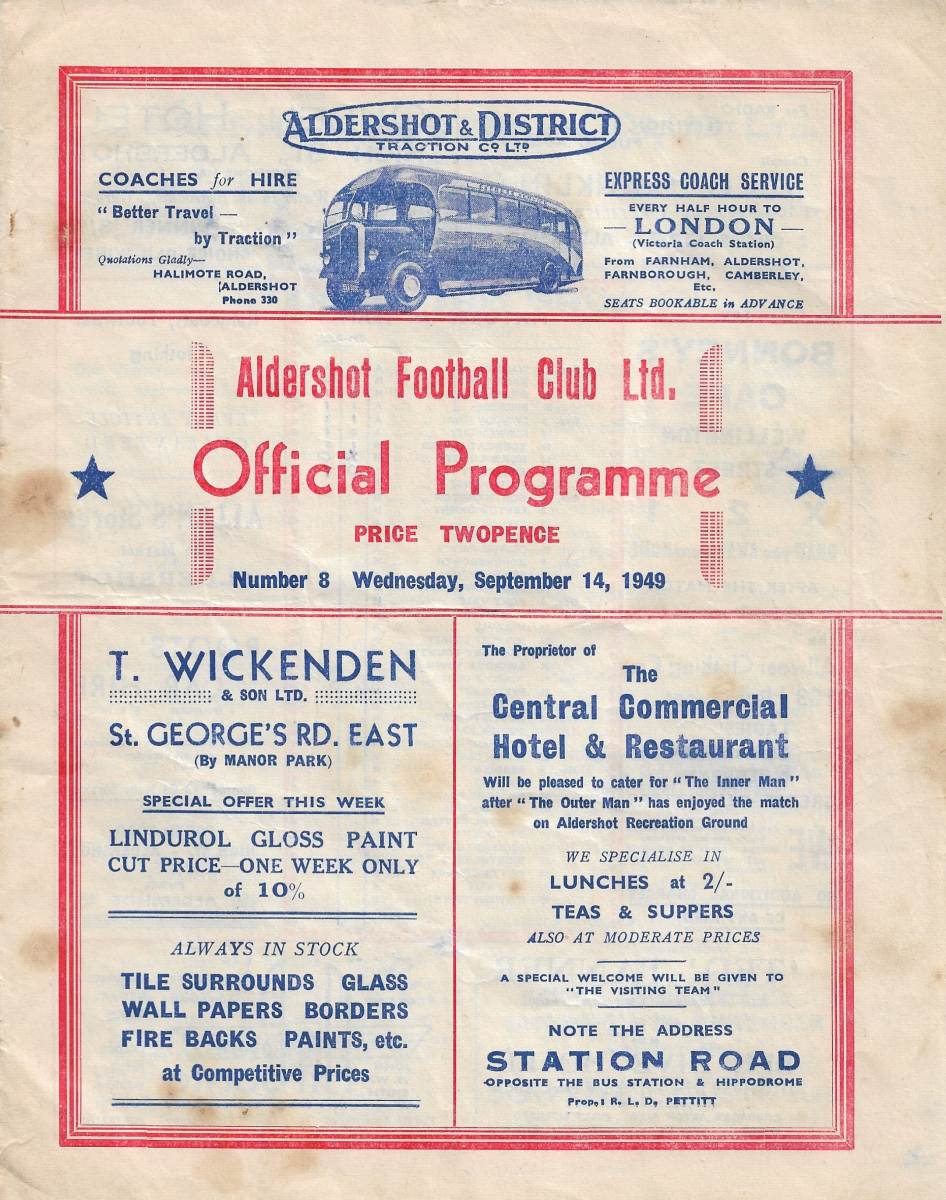 ALDERSHOT & DISTRICT
TRACTION CO LTD
COACHES for HIRE
"Better Travel —
by Traction"
Quotations Gladly—
HALIMOTE ROAD,
ALDERSHOT
Phone 330
EXPRESS COACH SERVICE
EVERY HALF HOUR TO
— LONDON —
(Victoria Coach Station)
From FARNHAM, ALDERSHOT,
FARNBOROUGH, CAMBERLEY,
Etc.
SEATS BOOKABLE in ADVANCE
Aldershot Football Club Ltd.
Official Programme
PRICE TWOPENCE
Number 8 Wednesday, September 14, 1949
T. WICKENDEN
& SON LTD.
St. GEORGE'S RD. EAST
(By MANOR PARK)
SPECIAL OFFER THIS WEEK
LINDUROL GLOSS PAINT
CUT PRICE—ONE WEEK ONLY
of 10%
ALWAYS IN STOCK
TILE SURROUNDS GLASS
WALL PAPERS BORDERS
FIRE BACKS PAINTS, etc.
at Competitive Prices
The Proprietor of
The
Central Commercial
Hotel & Restaurant
Will be pleased to cater for "The Inner Man"
after "The Outer Man" has enjoyed the match
on Aldershot Recreation Ground
WE SPECIALISE IN
LUNCHES at 2/-
TEAS & SUPPERS
ALSO AT MODERATE PRICES
A SPECIAL WELCOME WILL BE GIVEN TO
"THE VISITING TEAM"
NOTE THE ADDRESS
STATION ROAD
OPPOSITE THE BUS STATION & HIPPODROME
Prop.: R. L. D. PETTITT